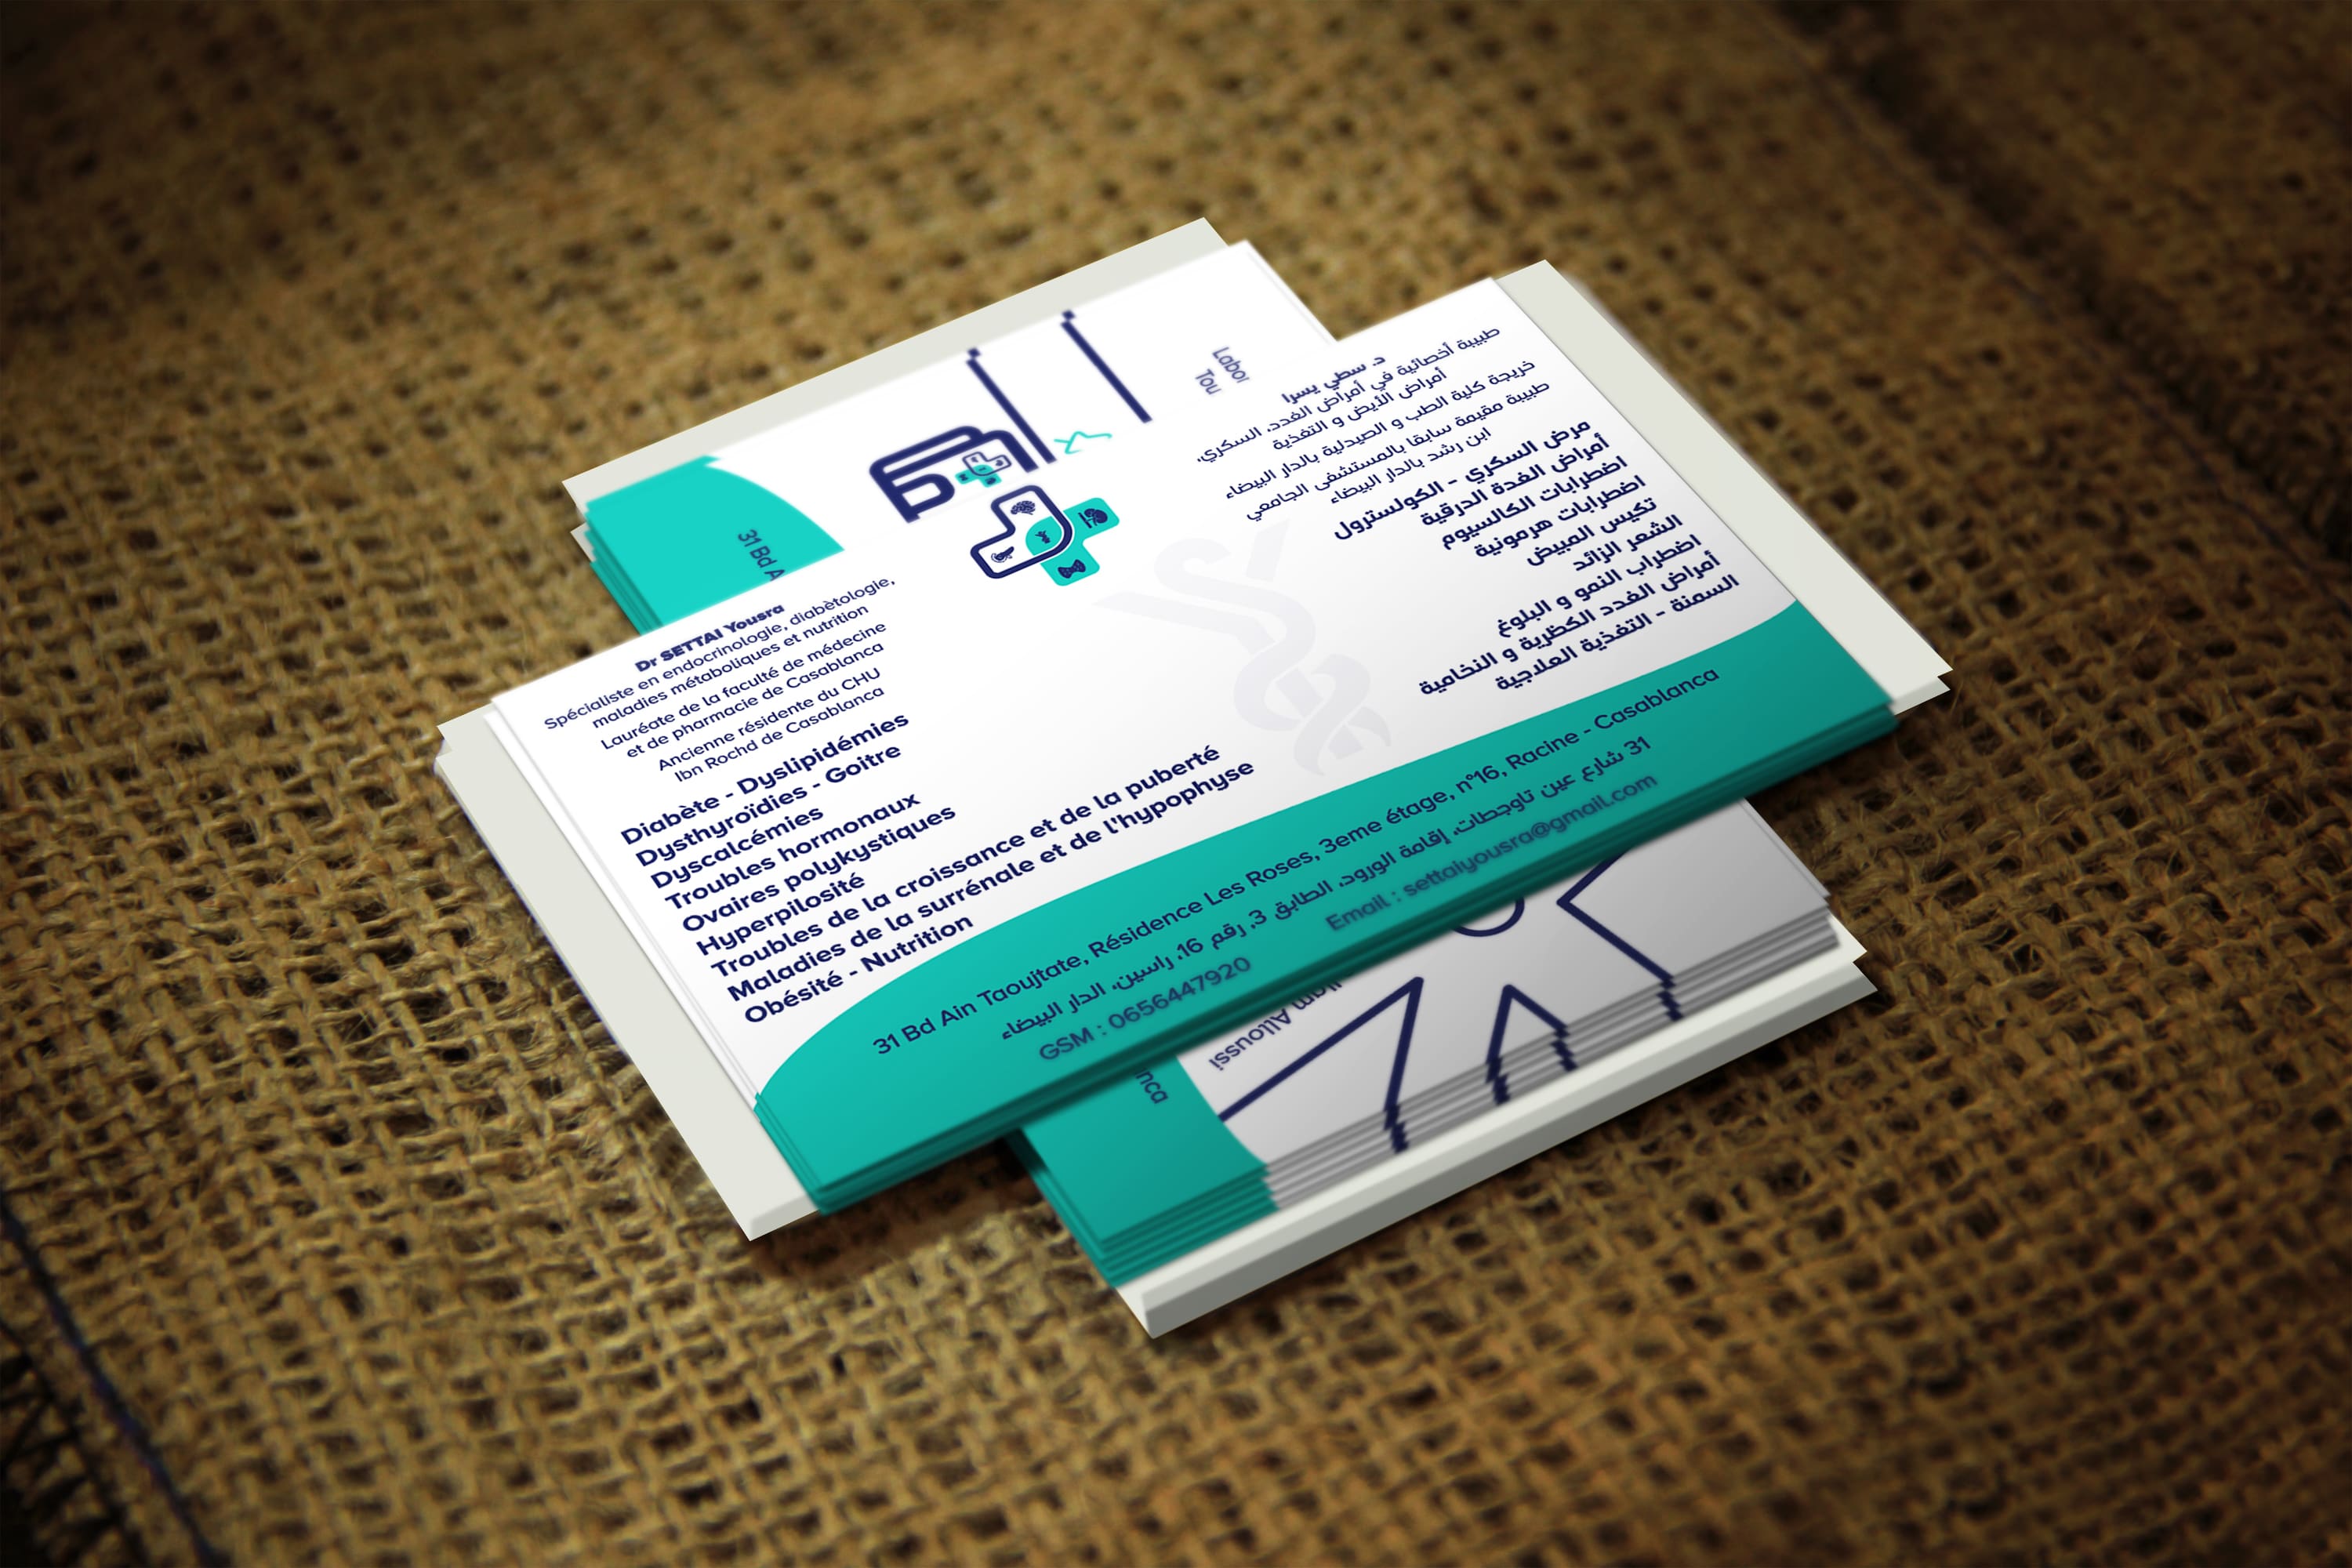 Dr SETTAI Yousra
Spécialiste en endocrinologie, diabètologie,
maladies métaboliques et nutrition
Lauréate de la faculté de médecine
et de pharmacie de Casablanca
Ancienne résidente du CHU
Ibn Rochd de Casablanca
Diabète - Dyslipidémies
Dysthyroïdies - Goitre
Dyscalcémies
Troubles hormonaux
Ovaires polykystiques
Hyperpilosité
Troubles de la croissance et de la puberté
Maladies de la surrénale et de l'hypophyse
Obésité - Nutrition
د. سطي يسرا
طبيبة أخصائية في أمراض الغدد، السكري،
أمراض الأيض و التغذية
خريجة كلية الطب و الصيدلية بالدار البيضاء
طبيبة مقيمة سابقا بالمستشفى الجامعي
ابن رشد بالدار البيضاء
مرض السكري - الكولسترول
أمراض الغدة الدرقية
اضطرابات الكالسيوم
اضطرابات هرمونية
تكيس المبيض
الشعر الزائد
اضطراب النمو و البلوغ
أمراض الغدد الكظرية و النخامية
السمنة - التغذية العلاجية
31 Bd Ain Taoujtate, Résidence Les Roses, 3eme étage, n°16, Racine - Casablanca
31 شارع عين تاوجطات، إقامة الورود، الطابق 3، رقم 16، راسين، الدار البيضاء
GSM : 0656447920
Email : settaiyousra@gmail.com
31 Bd A
Labor
Tou
Alloussi
nca